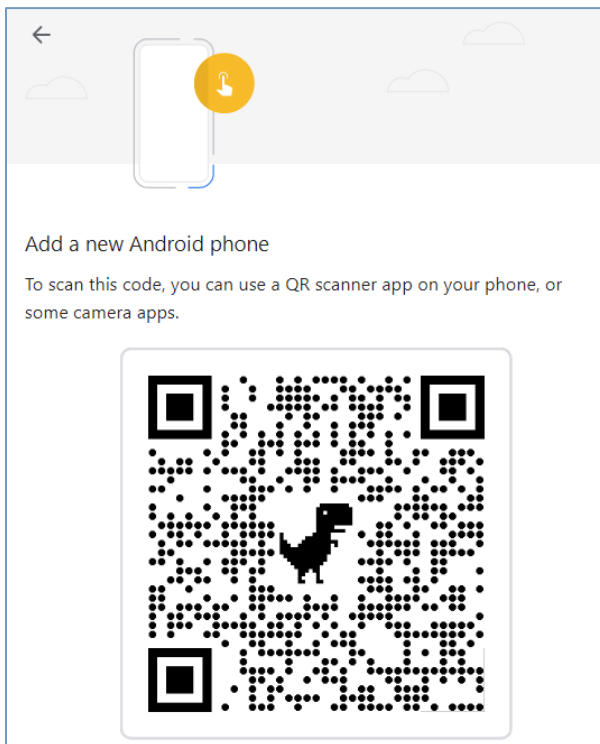 Add a new Android phone
To scan this code, you can use a QR scanner app on your phone, or
some camera apps.